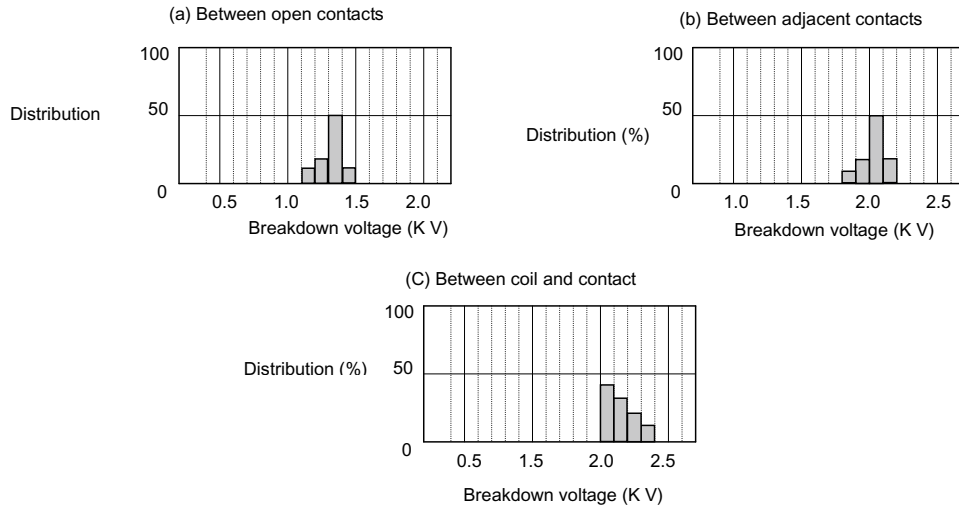 (a) Between open contacts
100
Distribution
50
0
0.5 1.0 1.5 2.0
Breakdown voltage (K V)
(b) Between adjacent contacts
100
50
Distribution (%)
0
1.0 1.5 2.0 2.5
Breakdown voltage (K V)
(C) Between coil and contact
100
Distribution (%)
50
0
0.5 1.5 2.0 2.5
Breakdown voltage (K V)